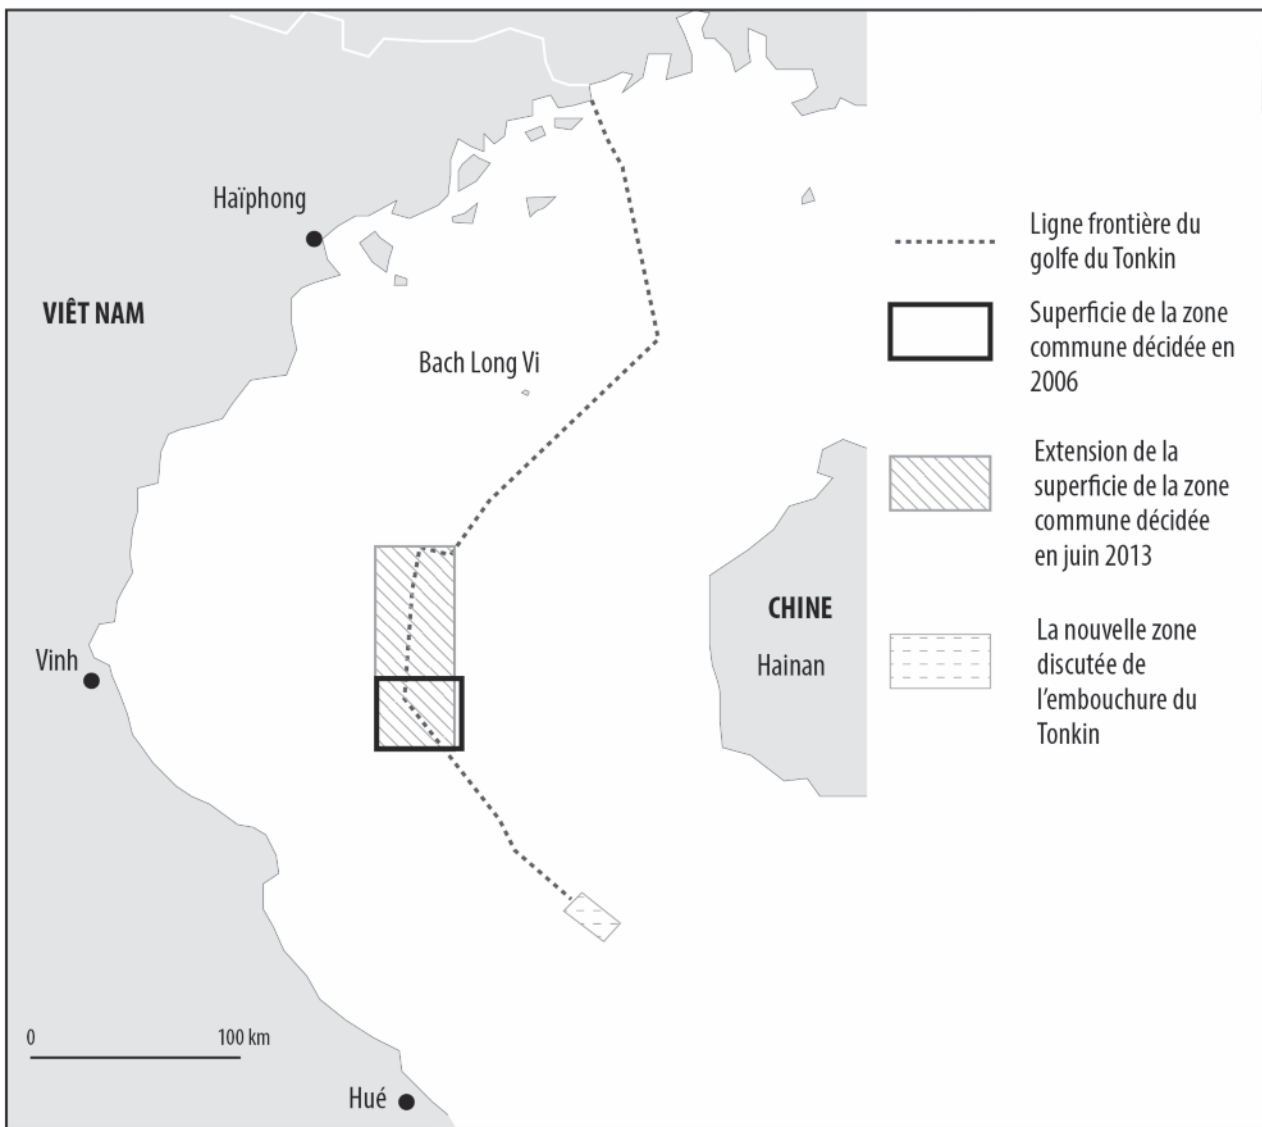 Haïphong
VIÊT NAM
Bach Long Vi
Vinh
CHINE
Hainan
0 100 km
Hué
Ligne frontière du
golfe du Tonkin
Superficie de la zone
commune décidée en
2006
Extension de la
superficie de la zone
commune décidée
en juin 2013
La nouvelle zone
discutée de
l'embouchure du
Tonkin